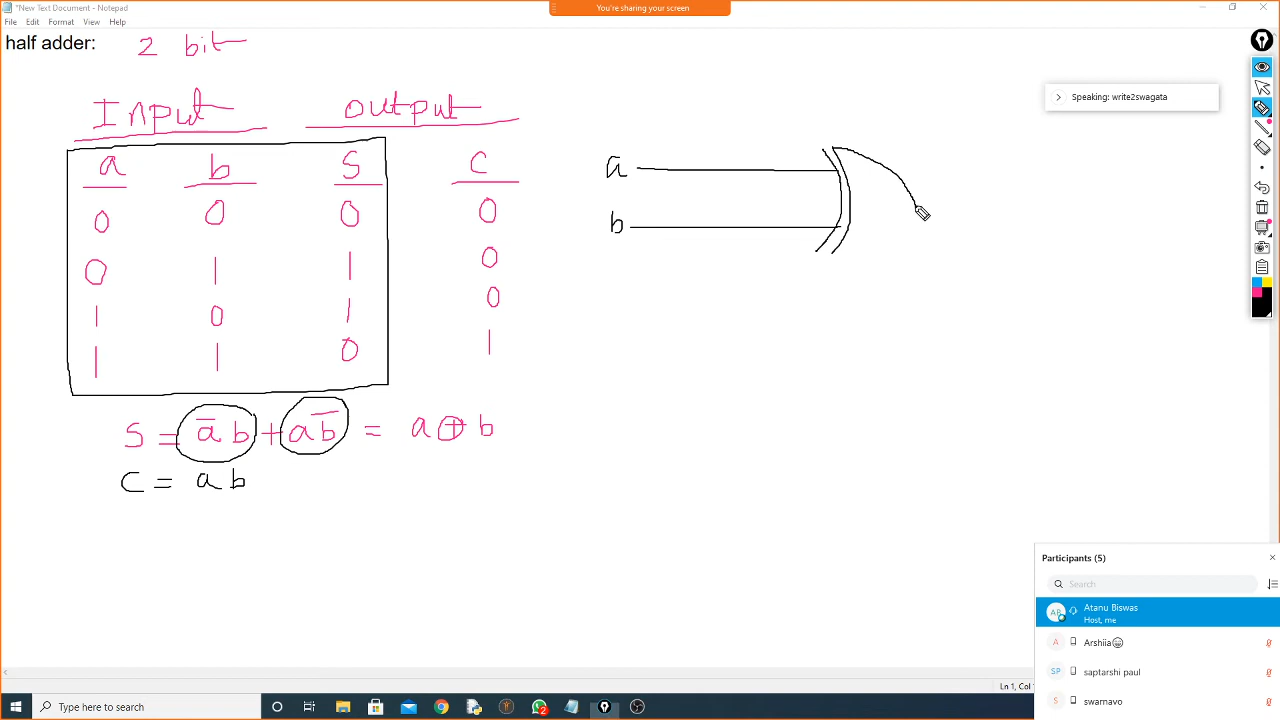 *New Text Document - Notepad
You're sharing your screen
File Edit Format View Help
half adder: 2 bit
Speaking: write2swagata
Input output
a b S C
0 0 0 0
0 1 1 0
1 0 1 0
1 1 0 1
a
b
S = a̅ b + a b̅ = a ⊕ b
C = a b
Participants (5)
Search
AB Atanu Biswas
Host, me
A Arshiia😄
SP saptarshi paul
S swarnavo
Ln 1, Col
Type here to search
2